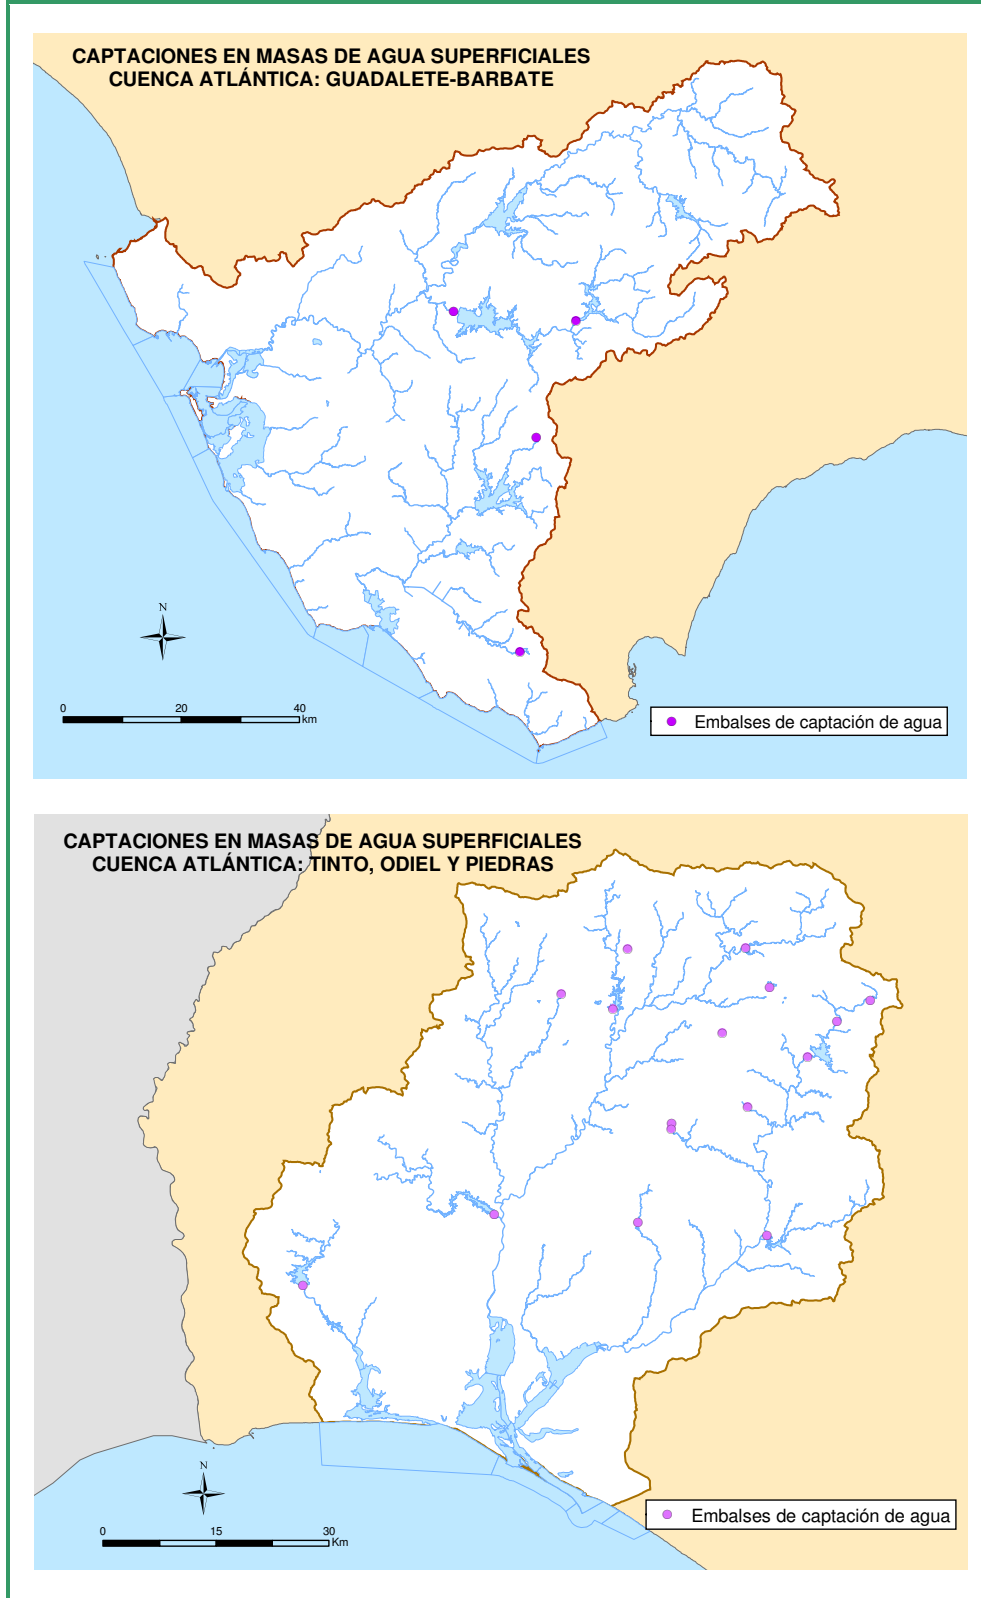 CAPTACIONES EN MASAS DE AGUA SUPERFICIALES
CUENCA ATLÁNTICA: GUADALETE-BARBATE
N
0 20 40
km
Embalses de captación de agua
CAPTACIONES EN MASAS DE AGUA SUPERFICIALES
CUENCA ATLÁNTICA: TINTO, ODIEL Y PIEDRAS
N
0 15 30
Km
Embalses de captación de agua